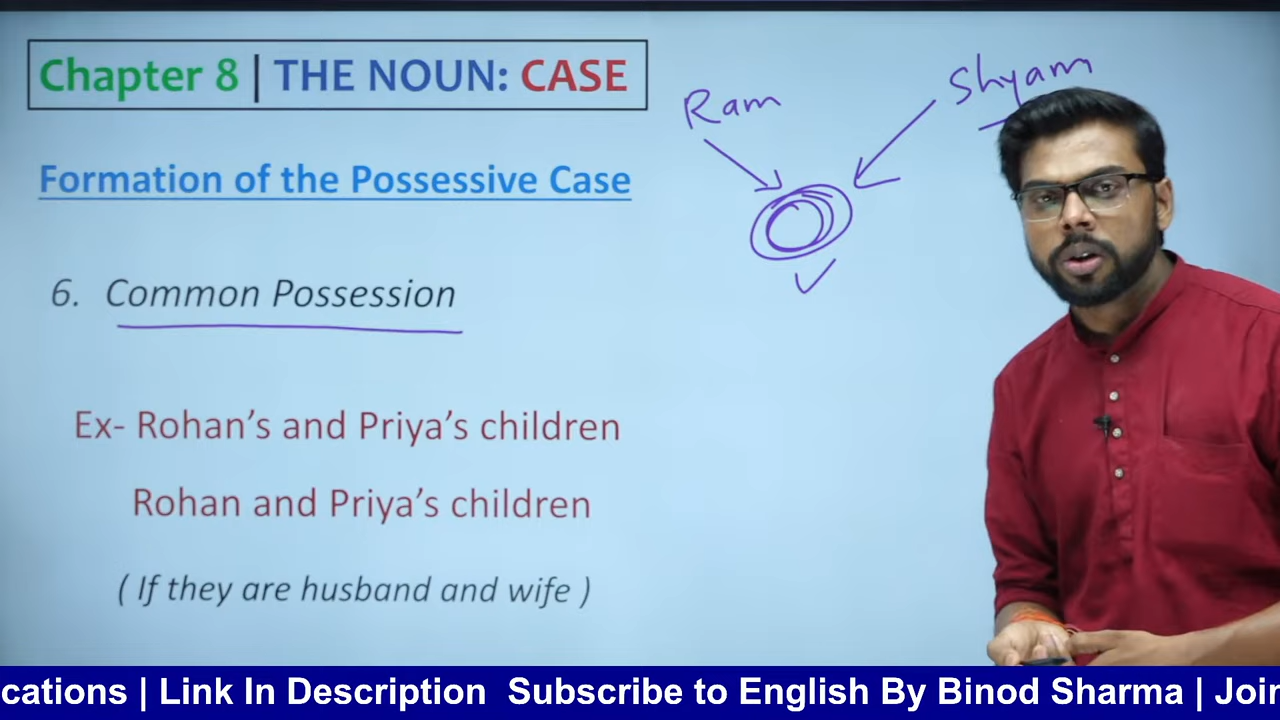 Chapter 8 | THE NOUN: CASE
Ram
Shyam
Formation of the Possessive Case
6. Common Possession
Ex- Rohan’s and Priya’s children
Rohan and Priya’s children
( If they are husband and wife )
cations | Link In Description Subscribe to English By Binod Sharma | Join